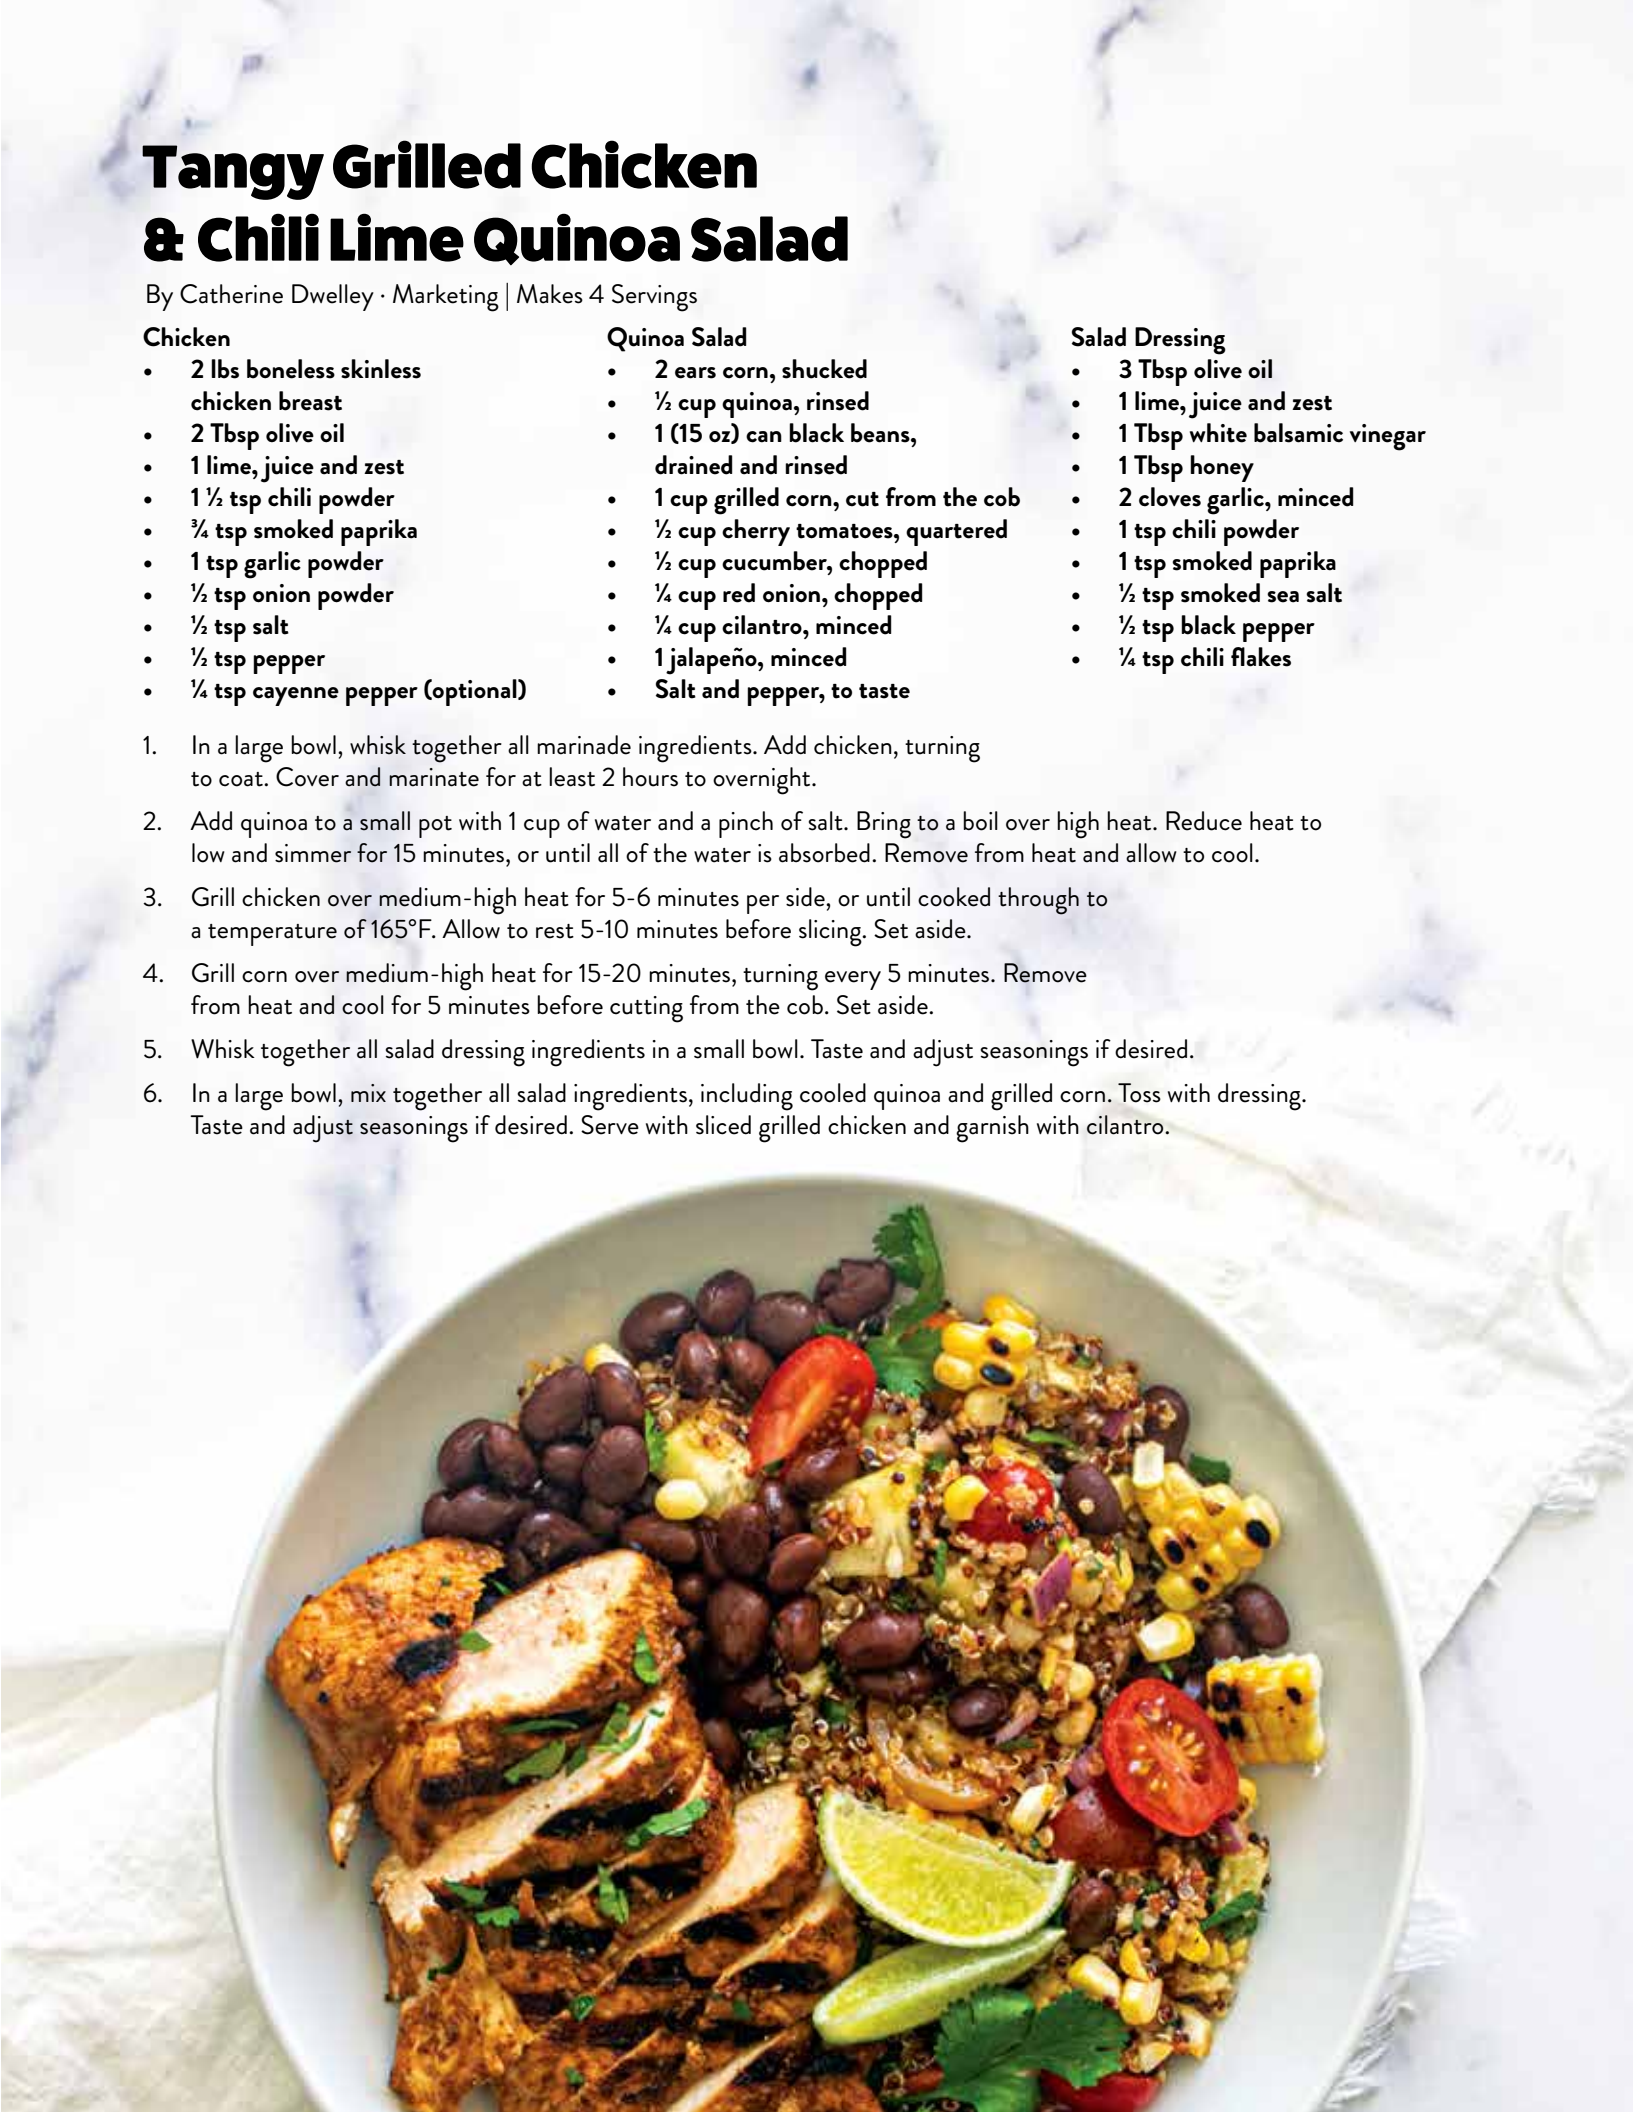 Tangy Grilled Chicken
& Chili Lime Quinoa Salad
By Catherine Dwelley · Marketing | Makes 4 Servings
Chicken
• 2 lbs boneless skinless
chicken breast
• 2 Tbsp olive oil
• 1 lime, juice and zest
• 1 ½ tsp chili powder
• ¾ tsp smoked paprika
• 1 tsp garlic powder
• ½ tsp onion powder
• ½ tsp salt
• ½ tsp pepper
• ¼ tsp cayenne pepper (optional)
Quinoa Salad
• 2 ears corn, shucked
• ½ cup quinoa, rinsed
• 1 (15 oz) can black beans,
drained and rinsed
• 1 cup grilled corn, cut from the cob
• ½ cup cherry tomatoes, quartered
• ½ cup cucumber, chopped
• ¼ cup red onion, chopped
• ¼ cup cilantro, minced
• 1 jalapeño, minced
• Salt and pepper, to taste
Salad Dressing
• 3 Tbsp olive oil
• 1 lime, juice and zest
• 1 Tbsp white balsamic vinegar
• 1 Tbsp honey
• 2 cloves garlic, minced
• 1 tsp chili powder
• 1 tsp smoked paprika
• ½ tsp smoked sea salt
• ½ tsp black pepper
• ¼ tsp chili flakes
1. In a large bowl, whisk together all marinade ingredients. Add chicken, turning
to coat. Cover and marinate for at least 2 hours to overnight.
2. Add quinoa to a small pot with 1 cup of water and a pinch of salt. Bring to a boil over high heat. Reduce heat to
low and simmer for 15 minutes, or until all of the water is absorbed. Remove from heat and allow to cool.
3. Grill chicken over medium-high heat for 5-6 minutes per side, or until cooked through to
a temperature of 165°F. Allow to rest 5-10 minutes before slicing. Set aside.
4. Grill corn over medium-high heat for 15-20 minutes, turning every 5 minutes. Remove
from heat and cool for 5 minutes before cutting from the cob. Set aside.
5. Whisk together all salad dressing ingredients in a small bowl. Taste and adjust seasonings if desired.
6. In a large bowl, mix together all salad ingredients, including cooled quinoa and grilled corn. Toss with dressing.
Taste and adjust seasonings if desired. Serve with sliced grilled chicken and garnish with cilantro.